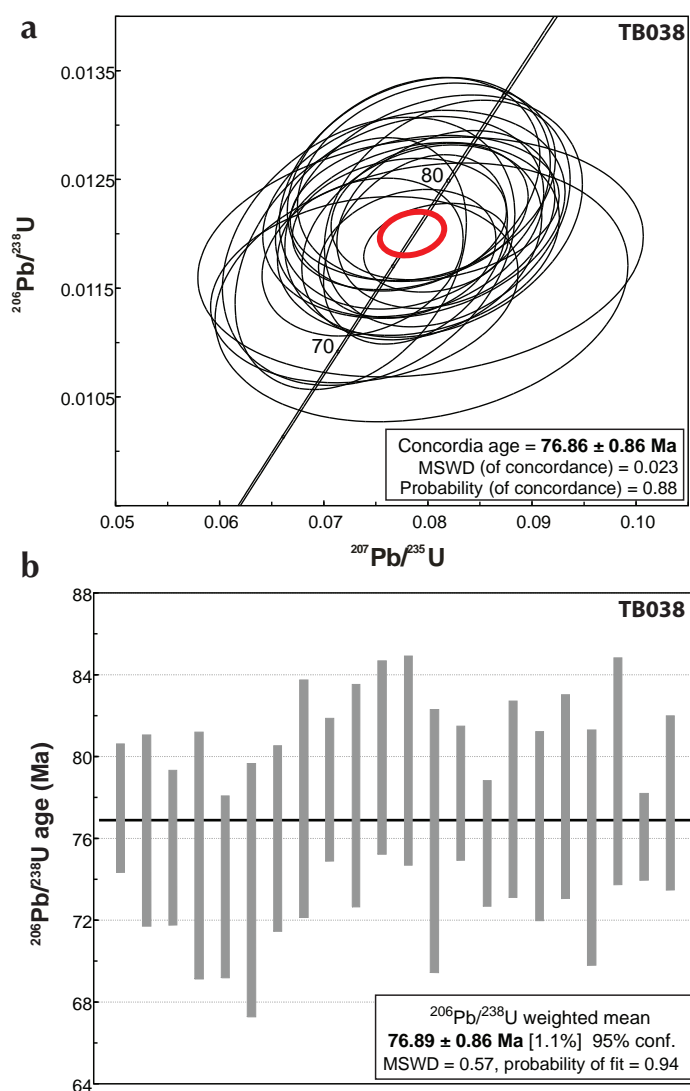 a
TB038
0.0135
0.0125
0.0115
0.0105
80
70
²⁰⁶Pb/²³⁸U
Concordia age = 76.86 ± 0.86 Ma
MSWD (of concordance) = 0.023
Probability (of concordance) = 0.88
0.05 0.07 0.08 0.09 0.10
²⁰⁷Pb/²³⁵U
b
TB038
88
84
80
76
72
68
64
²⁰⁶Pb/²³⁸U age (Ma)
²⁰⁶Pb/²³⁸U weighted mean
76.89 ± 0.86 Ma [1.1%] 95% conf.
MSWD = 0.57, probability of fit = 0.94